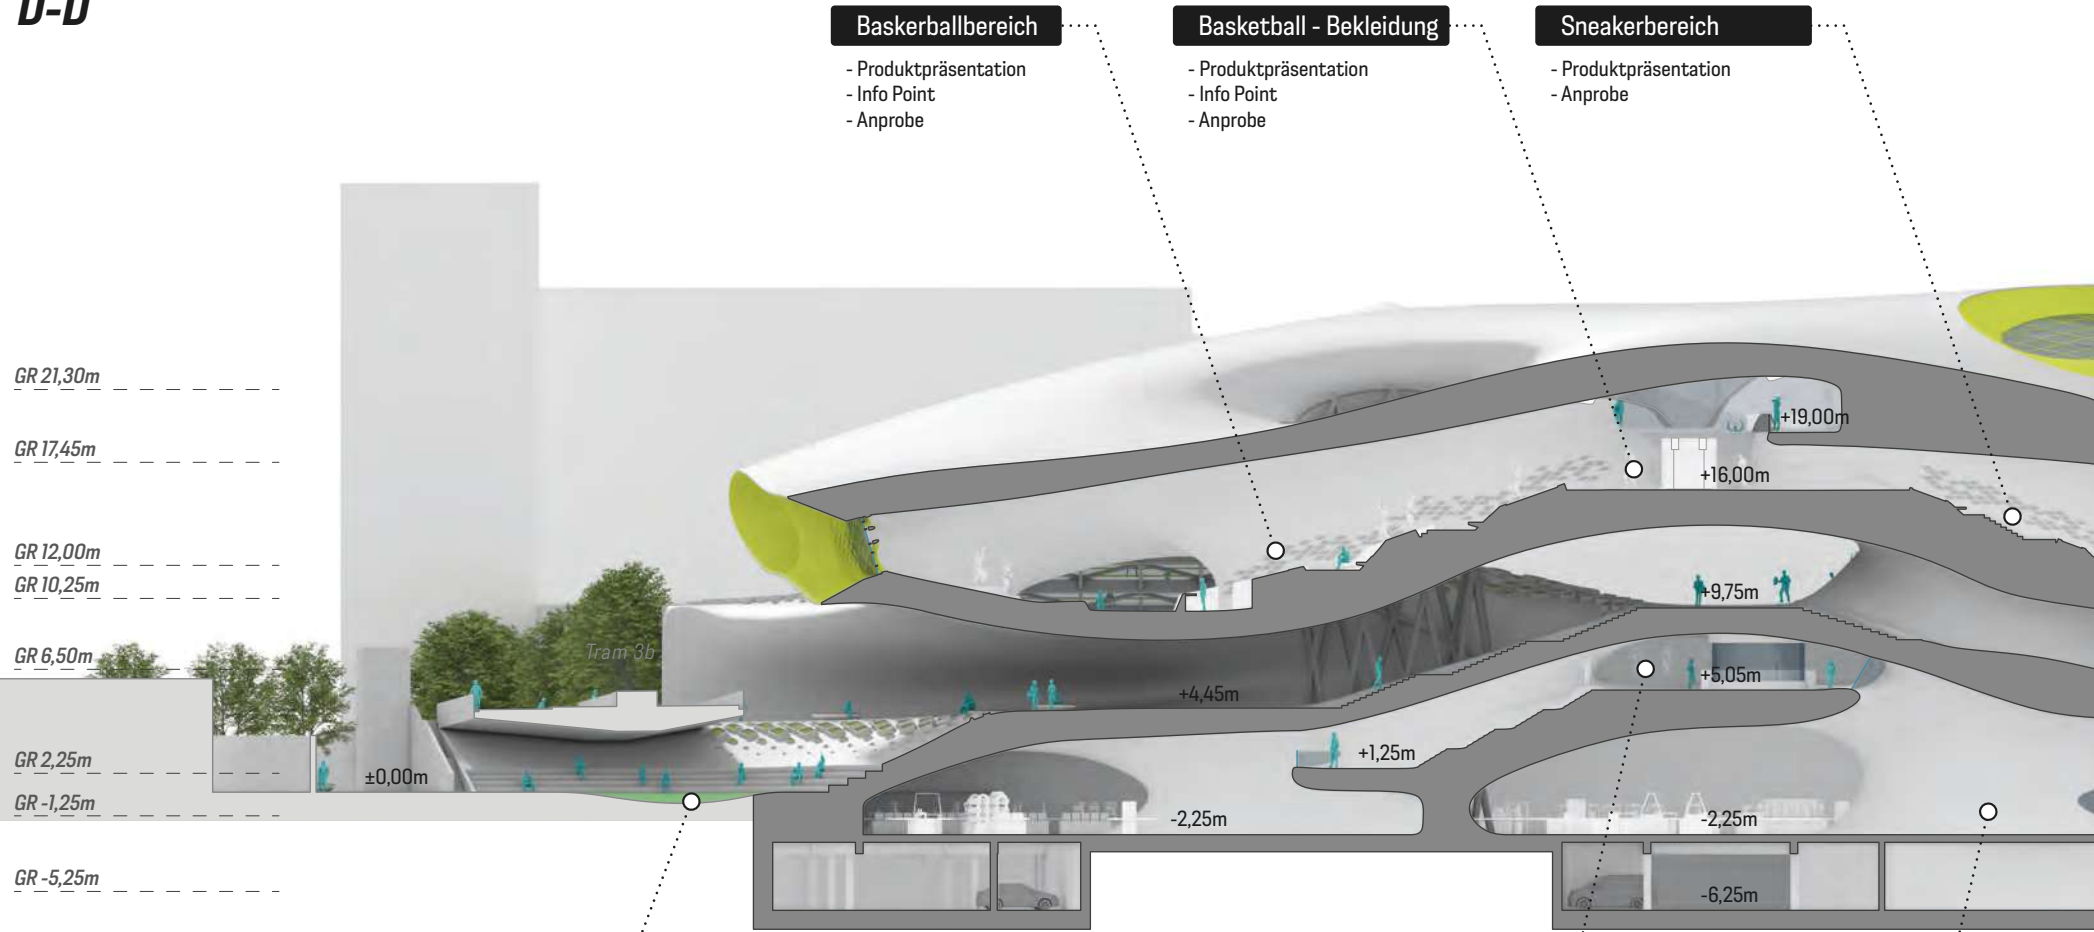 D-D
Baskerballbereich
- Produktpräsentation
- Info Point
- Anprobe
Basketball - Bekleidung
- Produktpräsentation
- Info Point
- Anprobe
Sneakerbereich
- Produktpräsentation
- Anprobe
GR 21,30m
GR 17,45m
GR 12,00m
GR 10,25m
GR 6,50m
GR 2,25m
GR -1,25m
GR -5,25m
+19,00m
+16,00m
+9,75m
Tram 3b
+5,05m
+4,45m
+1,25m
±0,00m
-2,25m
-2,25m
-6,25m